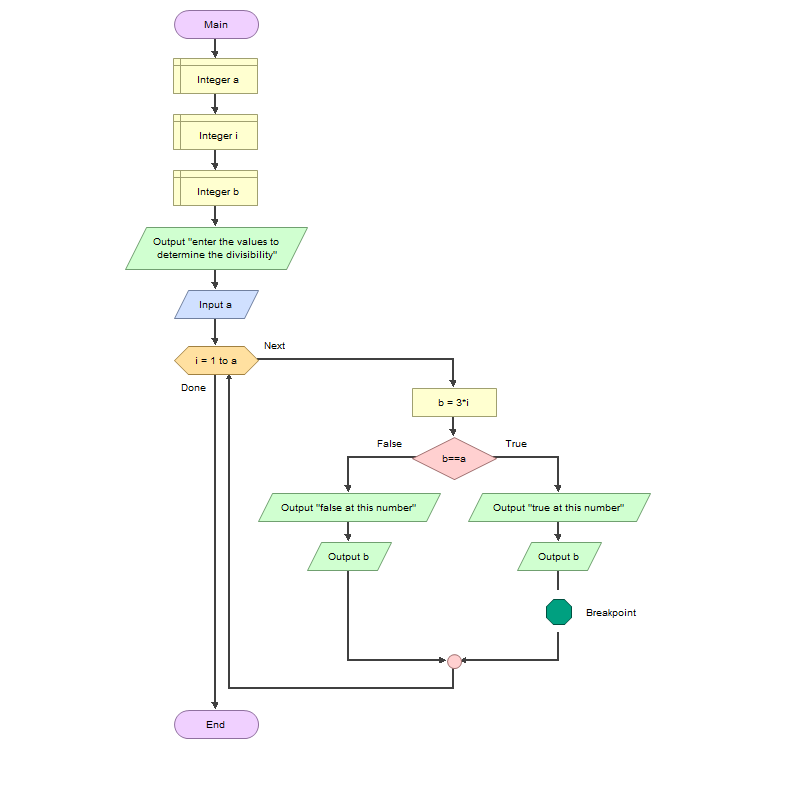 Main
Integer a
Integer i
Integer b
Output "enter the values to
determine the divisibility"
Input a
i = 1 to a
Next
Done
b = 3*i
False
True
b==a
Output "false at this number"
Output "true at this number"
Output b
Output b
Breakpoint
End